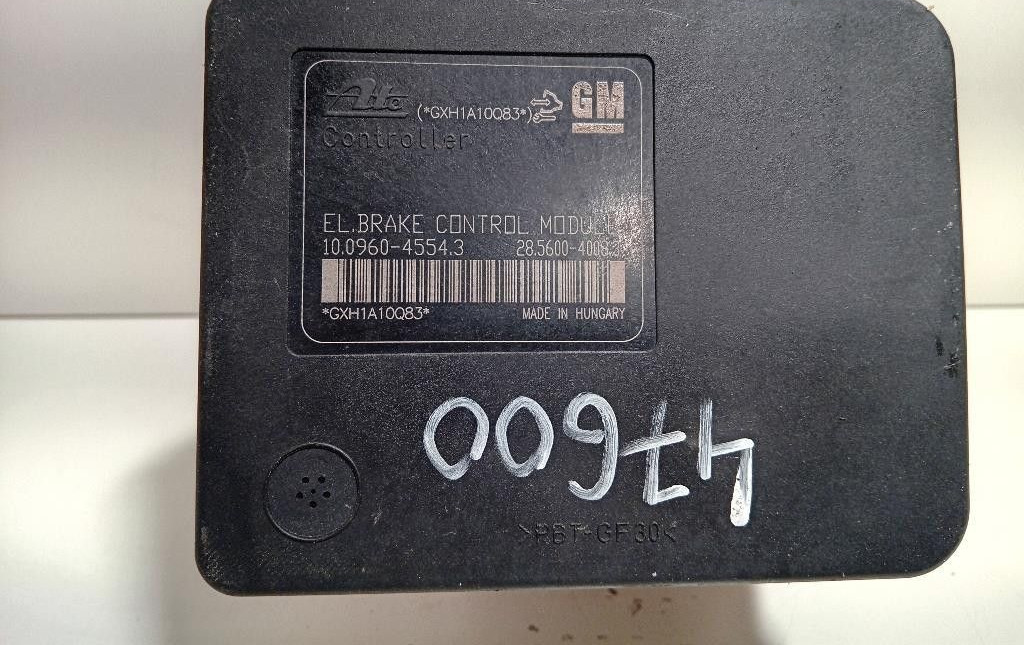 Ate (*GXH1A10Q83*) GM
Controller
EL.BRAKE CONTROL MODULE
10.0960-4554.3 28.5600-4008.3
*GXH1A10Q83* MADE IN HUNGARY
47600
>PBT-GF30<